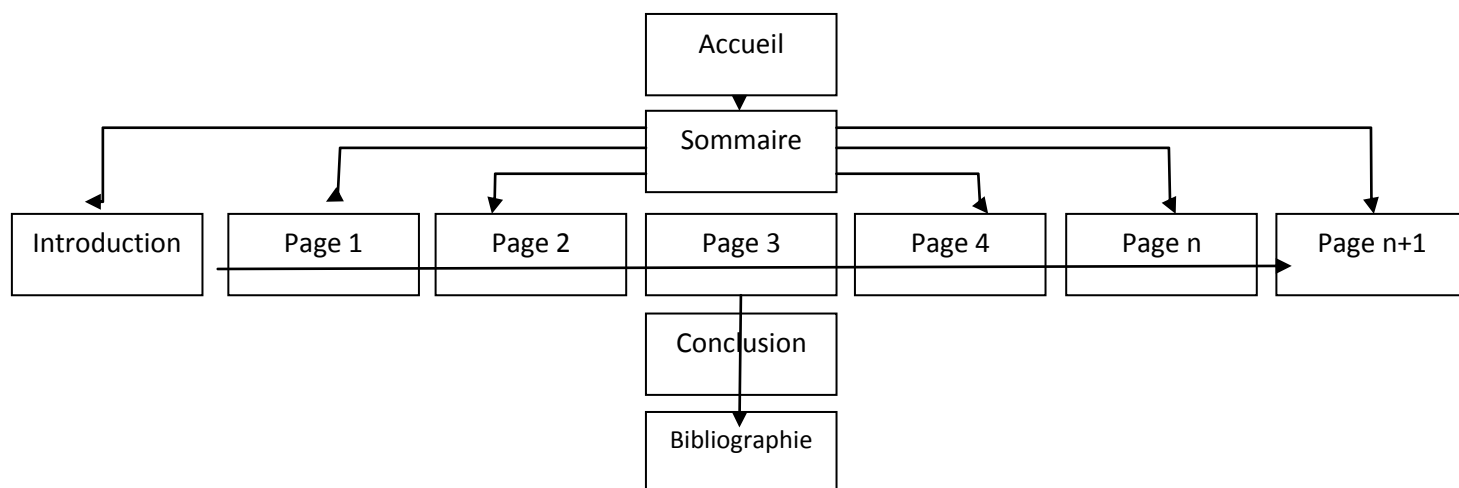 Accueil
Sommaire
Introduction
Page 1
Page 2
Page 3
Page 4
Page n
Page n+1
Conclusion
Bibliographie